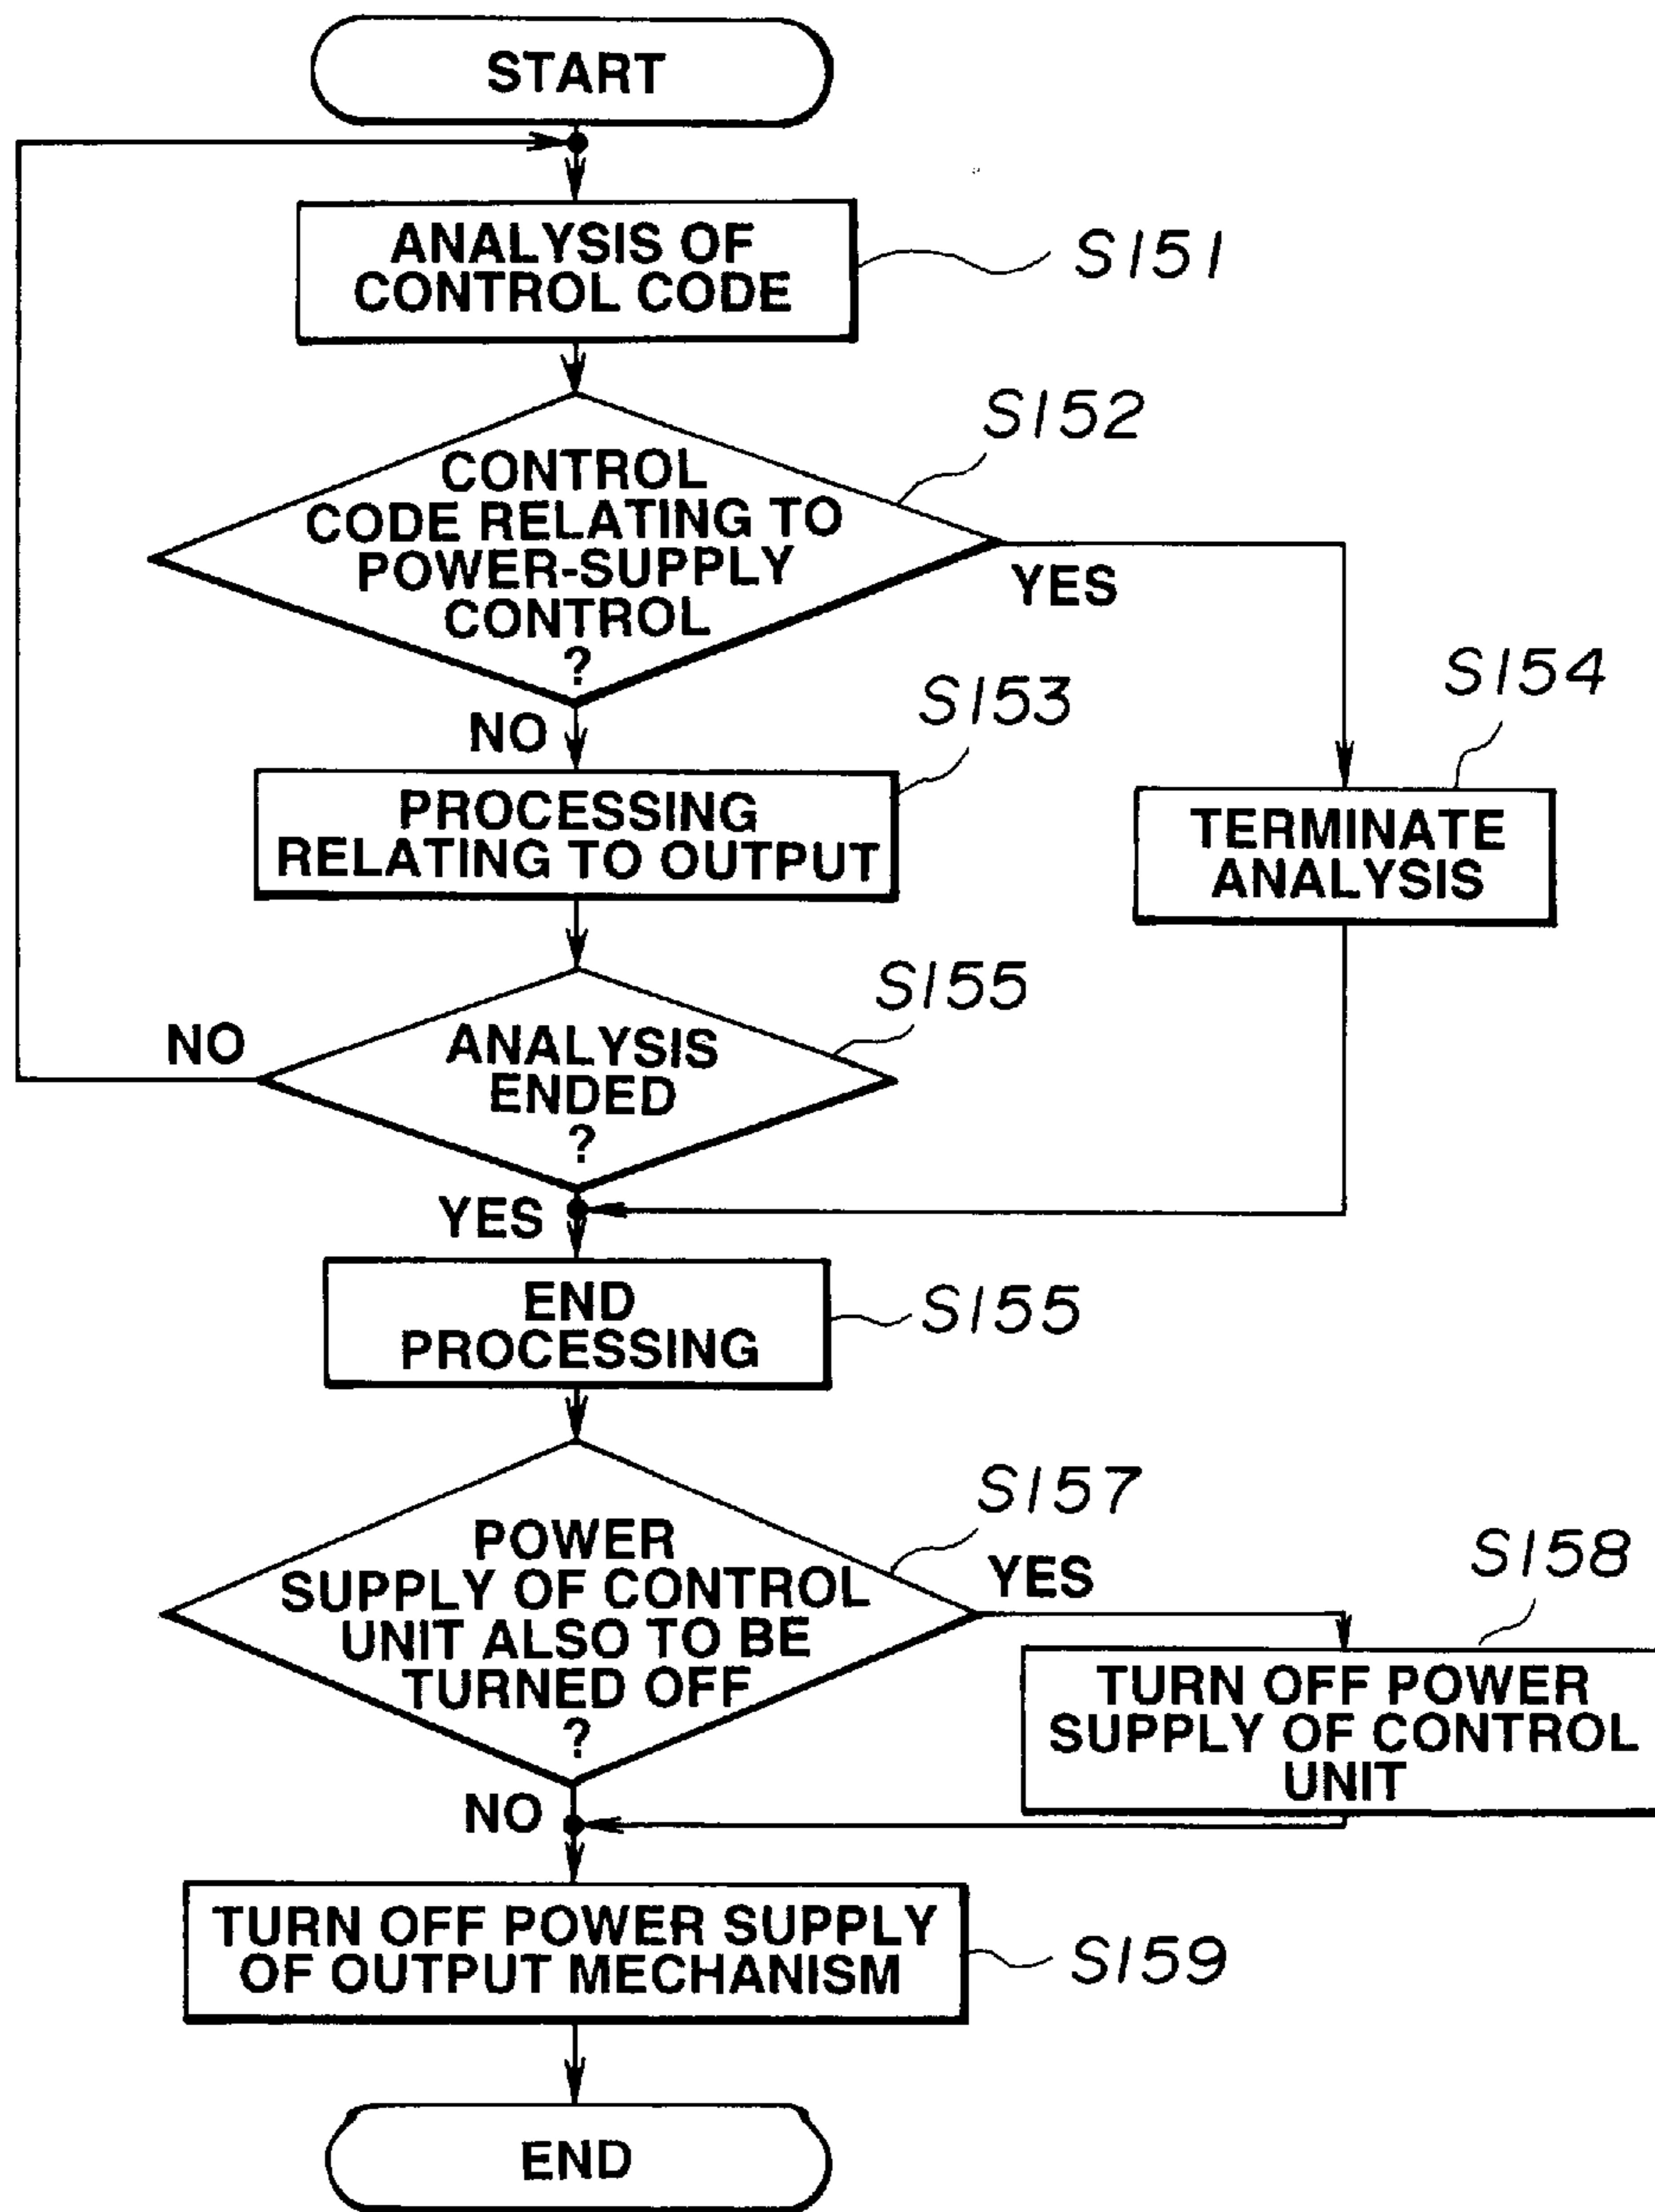 START
ANALYSIS OF
CONTROL CODE
S151
S152
CONTROL
CODE RELATING TO
POWER-SUPPLY
CONTROL
?
YES
NO
S153
S154
PROCESSING
RELATING TO OUTPUT
TERMINATE
ANALYSIS
S155
NO
ANALYSIS
ENDED
?
YES
END
PROCESSING
S155
S157
POWER
SUPPLY OF CONTROL
UNIT ALSO TO BE
TURNED OFF
?
YES
S158
TURN OFF POWER
SUPPLY OF CONTROL
UNIT
NO
TURN OFF POWER SUPPLY
OF OUTPUT MECHANISM
S159
END